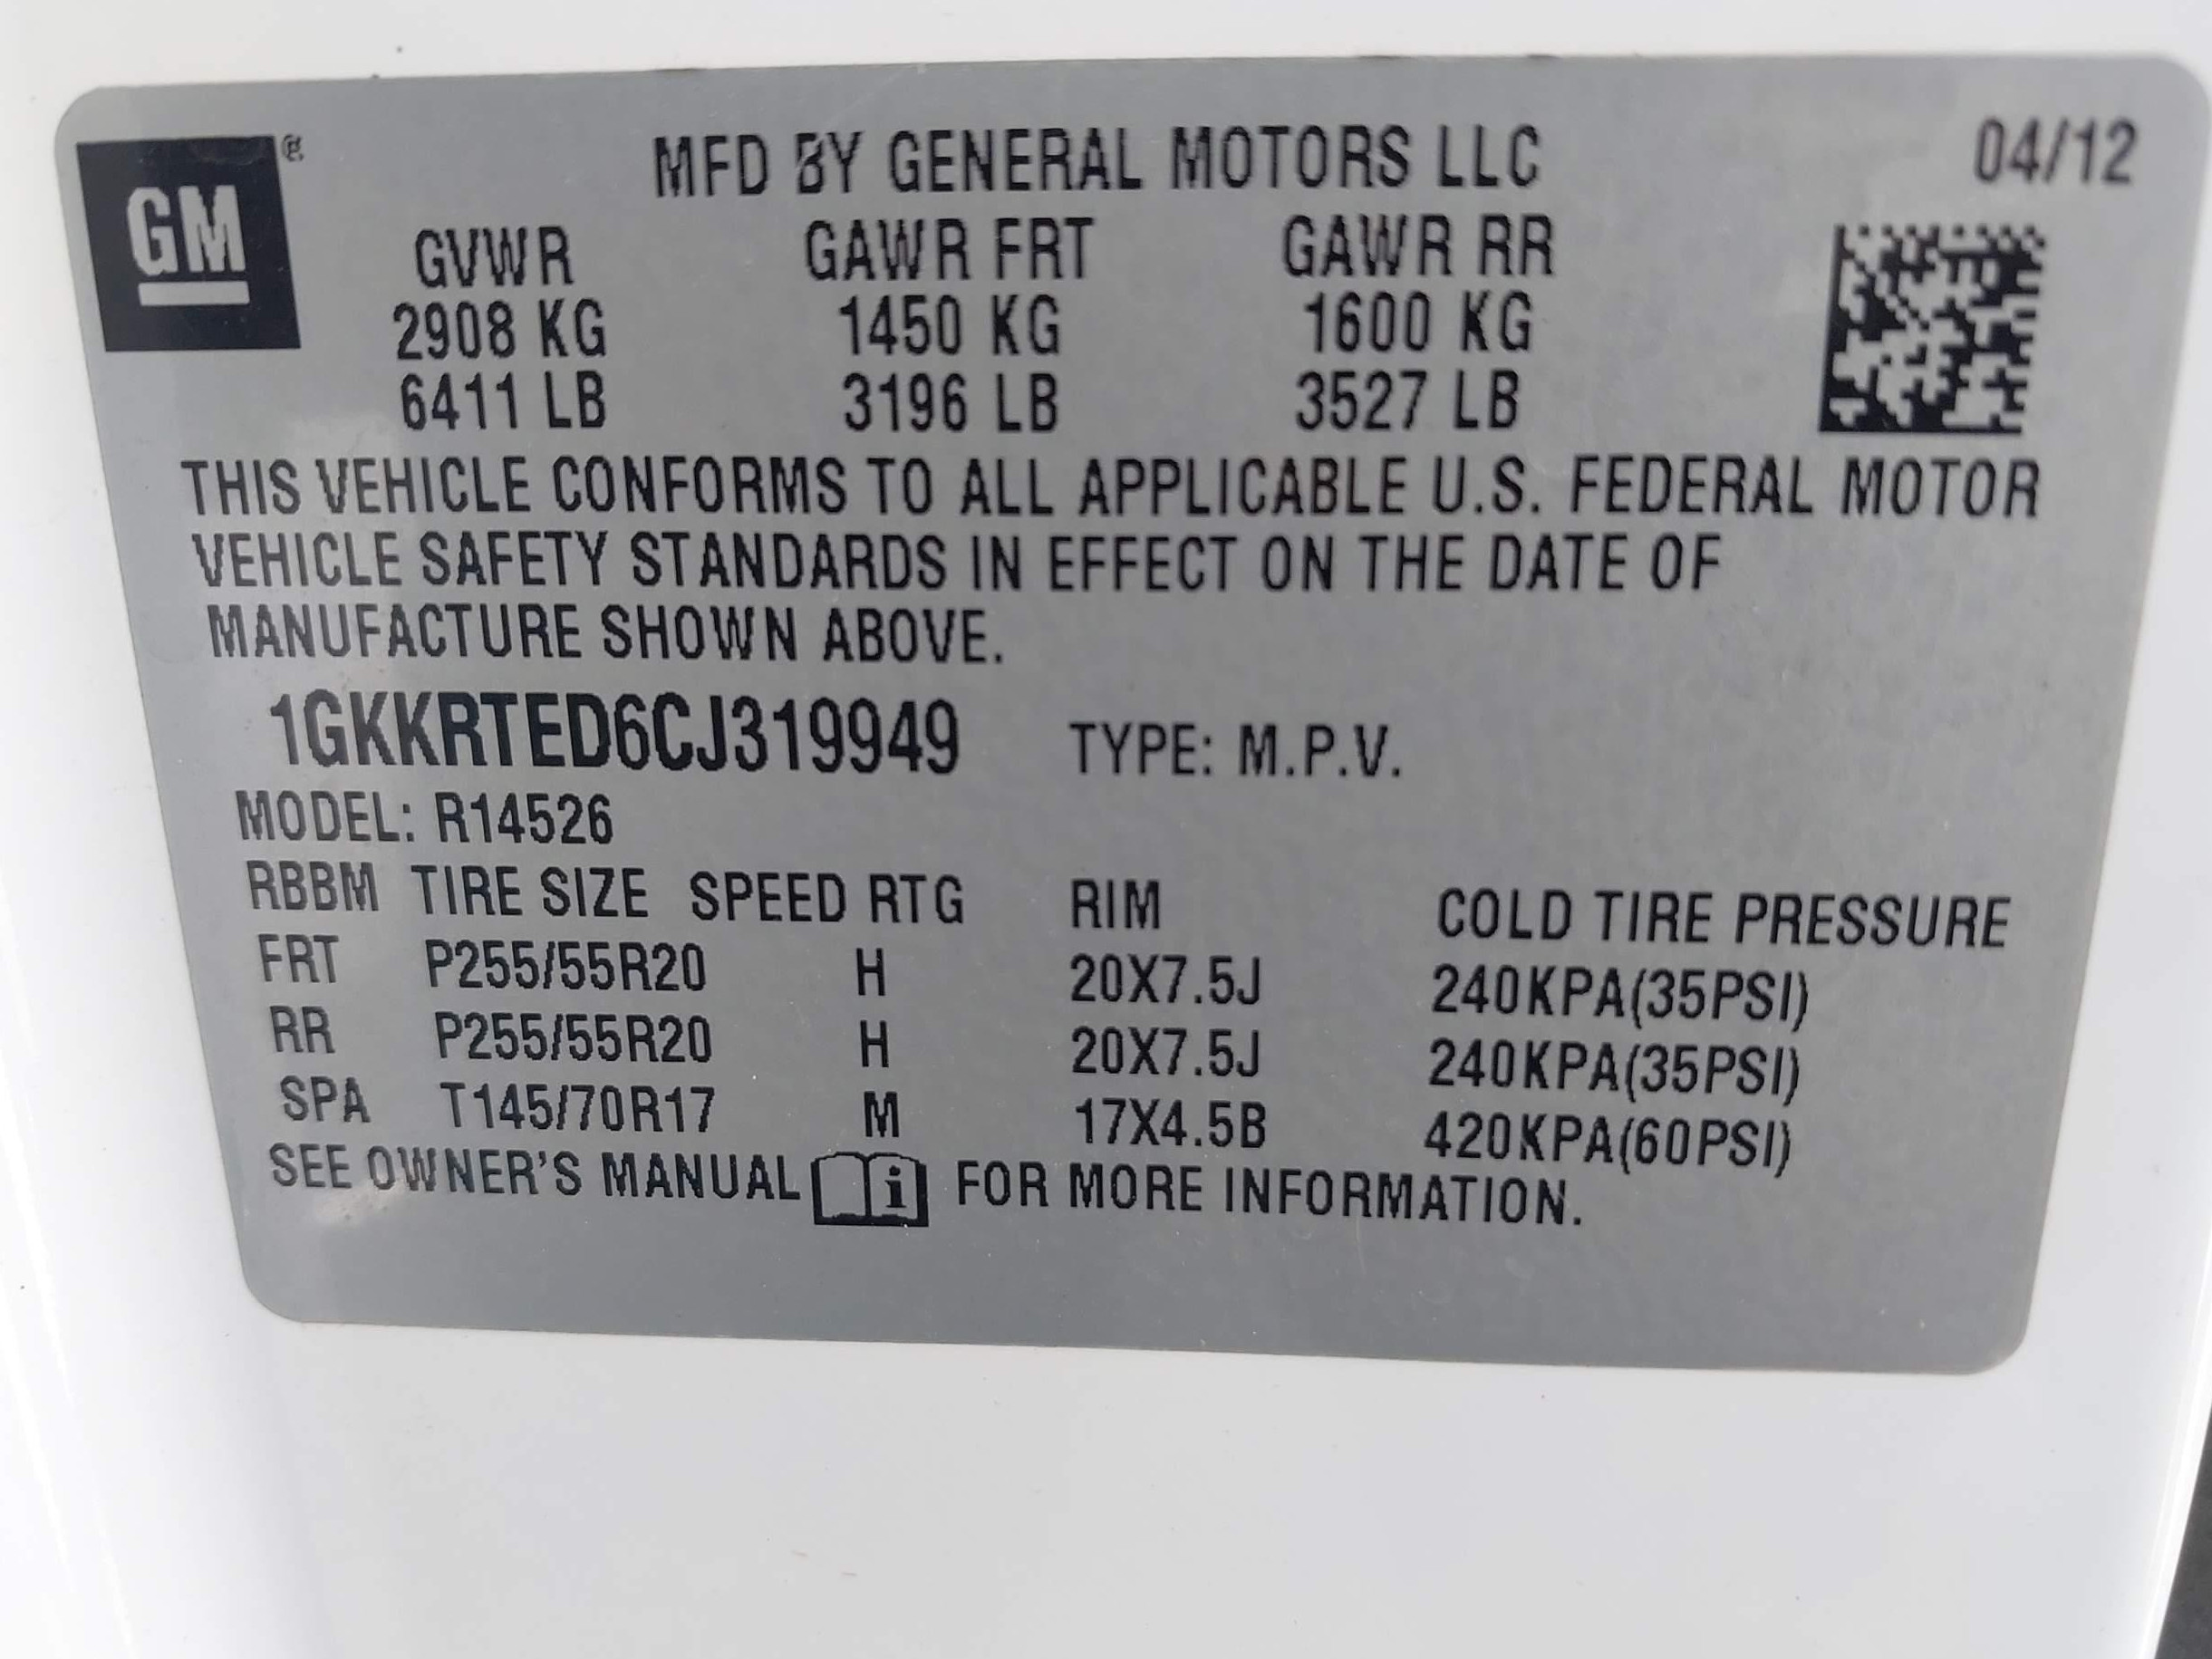 GM®
MFD BY GENERAL MOTORS LLC 04/12
GVWR GAWR FRT GAWR RR
2908 KG 1450 KG 1600 KG
6411 LB 3196 LB 3527 LB
THIS VEHICLE CONFORMS TO ALL APPLICABLE U.S. FEDERAL MOTOR
VEHICLE SAFETY STANDARDS IN EFFECT ON THE DATE OF
MANUFACTURE SHOWN ABOVE.
1GKKRTED6CJ319949 TYPE: M.P.V.
MODEL: R14526
RBBM TIRE SIZE SPEED RTG RIM COLD TIRE PRESSURE
FRT P255/55R20 H 20X7.5J 240KPA(35PSI)
RR P255/55R20 H 20X7.5J 240KPA(35PSI)
SPA T145/70R17 M 17X4.5B 420KPA(60PSI)
SEE OWNER'S MANUAL i FOR MORE INFORMATION.